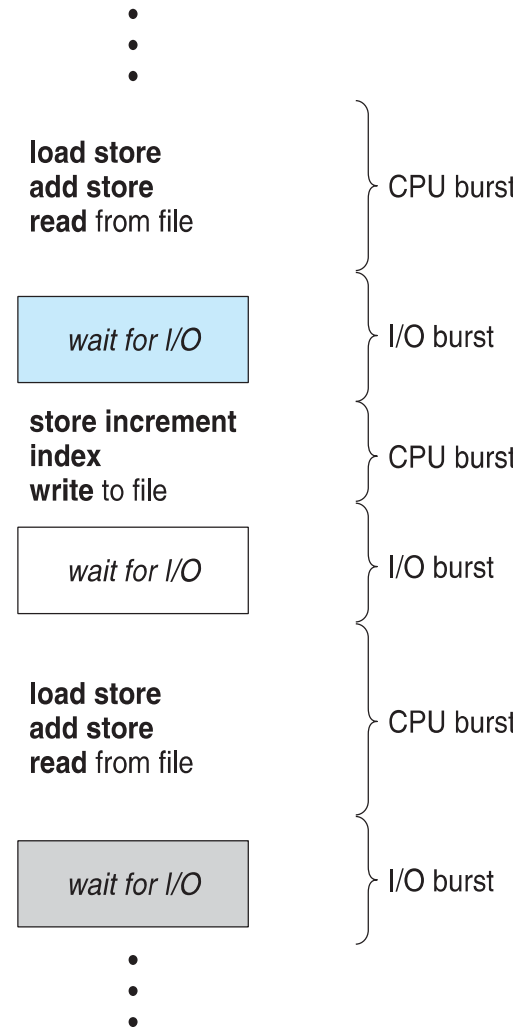 load store
add store
read from file
CPU burst
wait for I/O
I/O burst
store increment
index
write to file
CPU burst
wait for I/O
I/O burst
load store
add store
read from file
CPU burst
wait for I/O
I/O burst